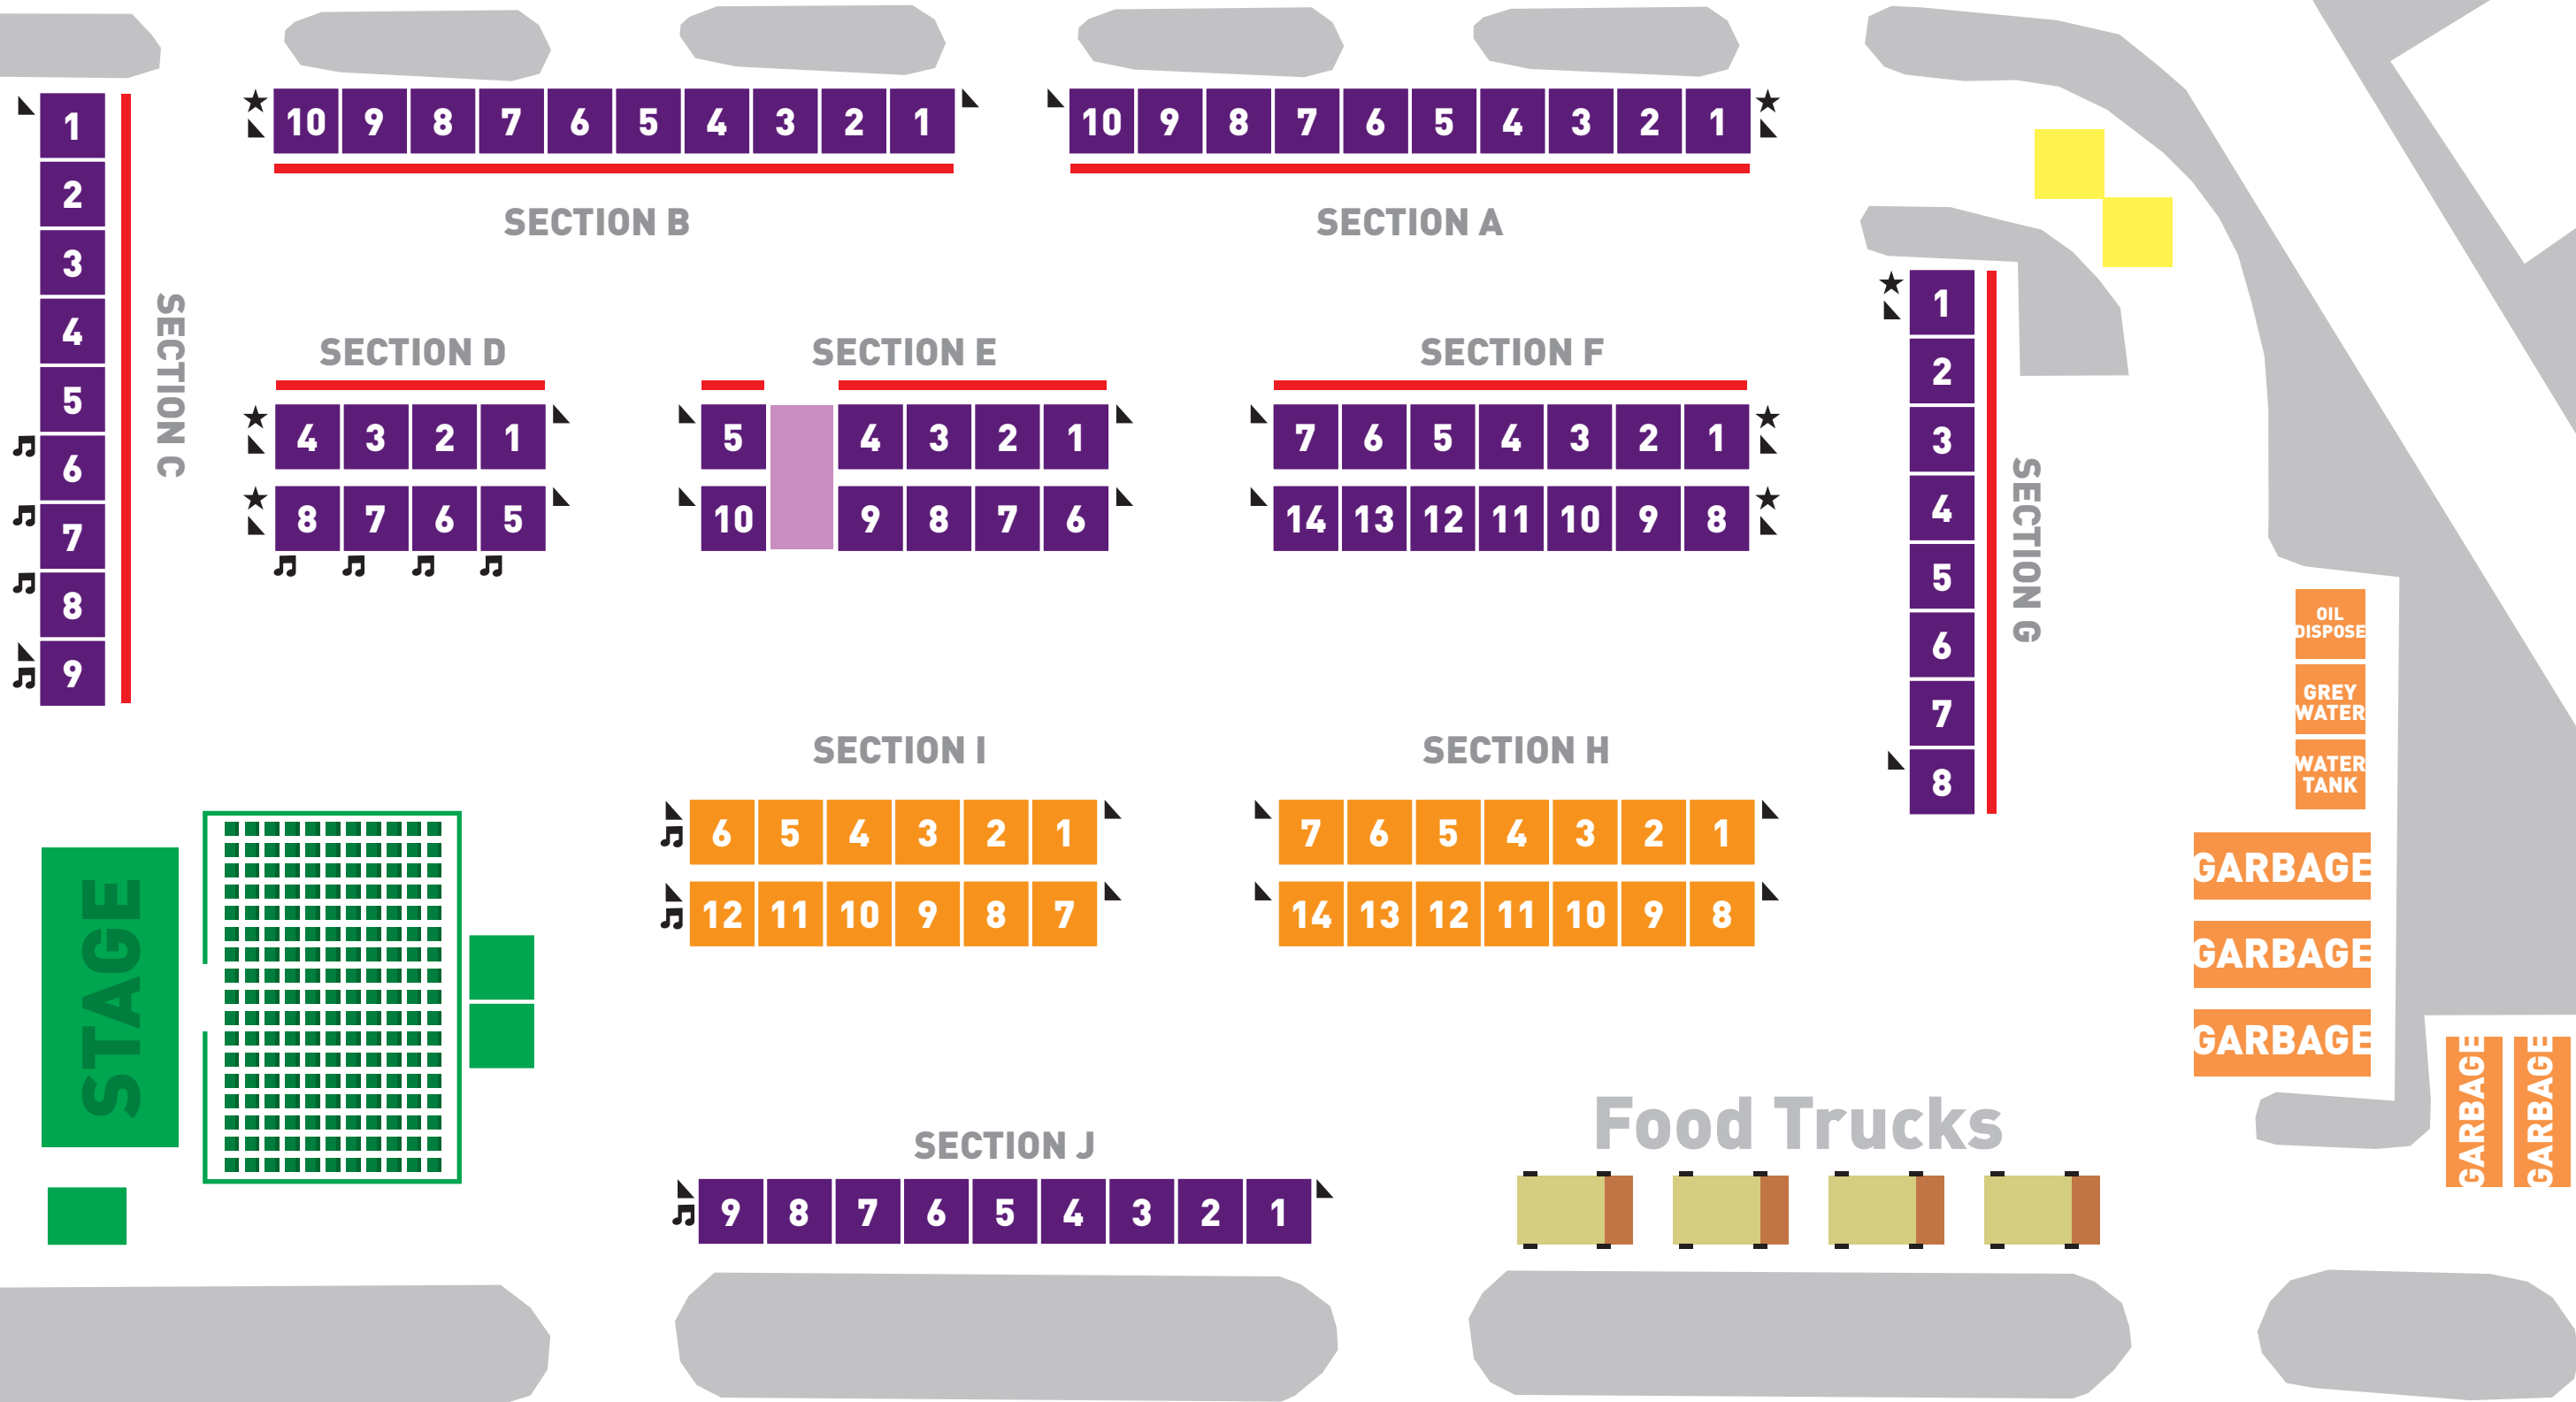 10 9 8 7 6 5 4 3 2 1
10 9 8 7 6 5 4 3 2 1
SECTION B
SECTION A
1
2
3
4
5
6
7
8
9
SECTION C
SECTION D
4 3 2 1
8 7 6 5
SECTION E
5 4 3 2 1
10 9 8 7 6
SECTION F
7 6 5 4 3 2 1
14 13 12 11 10 9 8
1
2
3
4
5
6
7
8
SECTION G
OIL
DISPOSE
GREY
WATER
WATER
TANK
SECTION I
6 5 4 3 2 1
12 11 10 9 8 7
SECTION H
7 6 5 4 3 2 1
14 13 12 11 10 9 8
GARBAGE
GARBAGE
GARBAGE
GARBAGE
GARBAGE
STAGE
SECTION J
9 8 7 6 5 4 3 2 1
Food Trucks